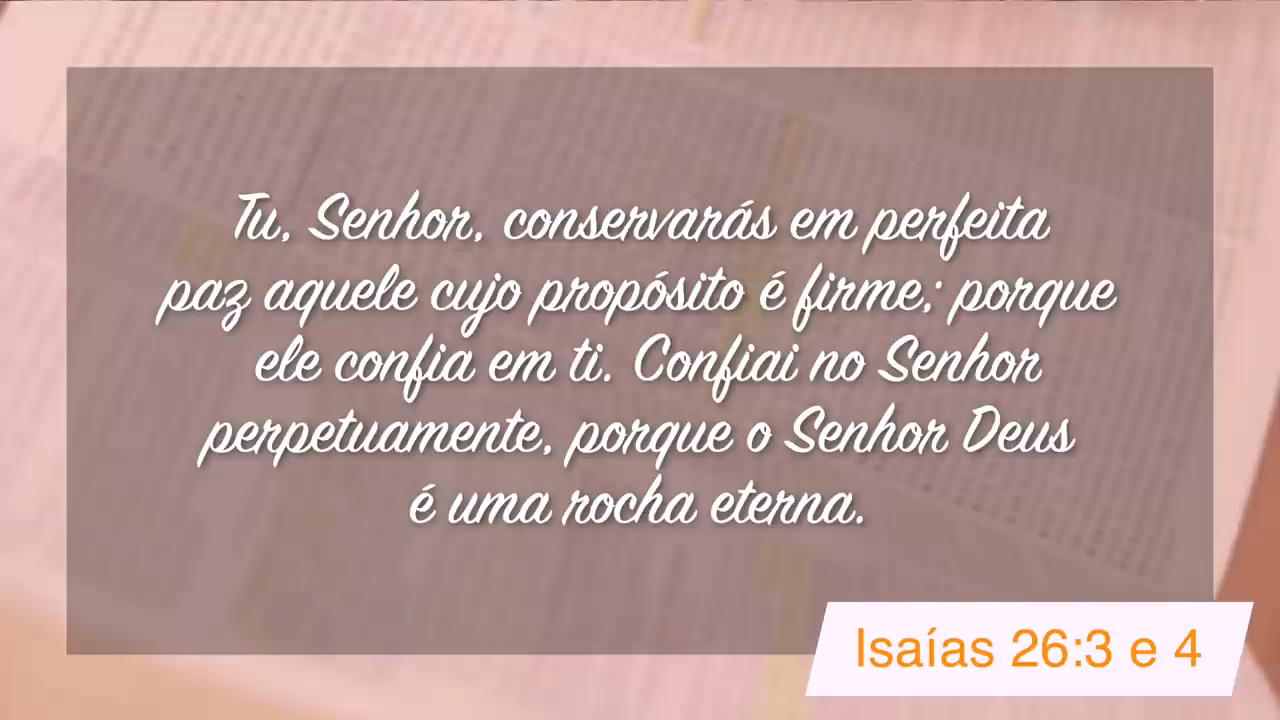 Tu, Senhor, conservarás em perfeita
paz aquele cujo propósito é firme; porque
ele confia em ti. Confiai no Senhor
perpetuamente, porque o Senhor Deus
é uma rocha eterna.
Isaías 26:3 e 4